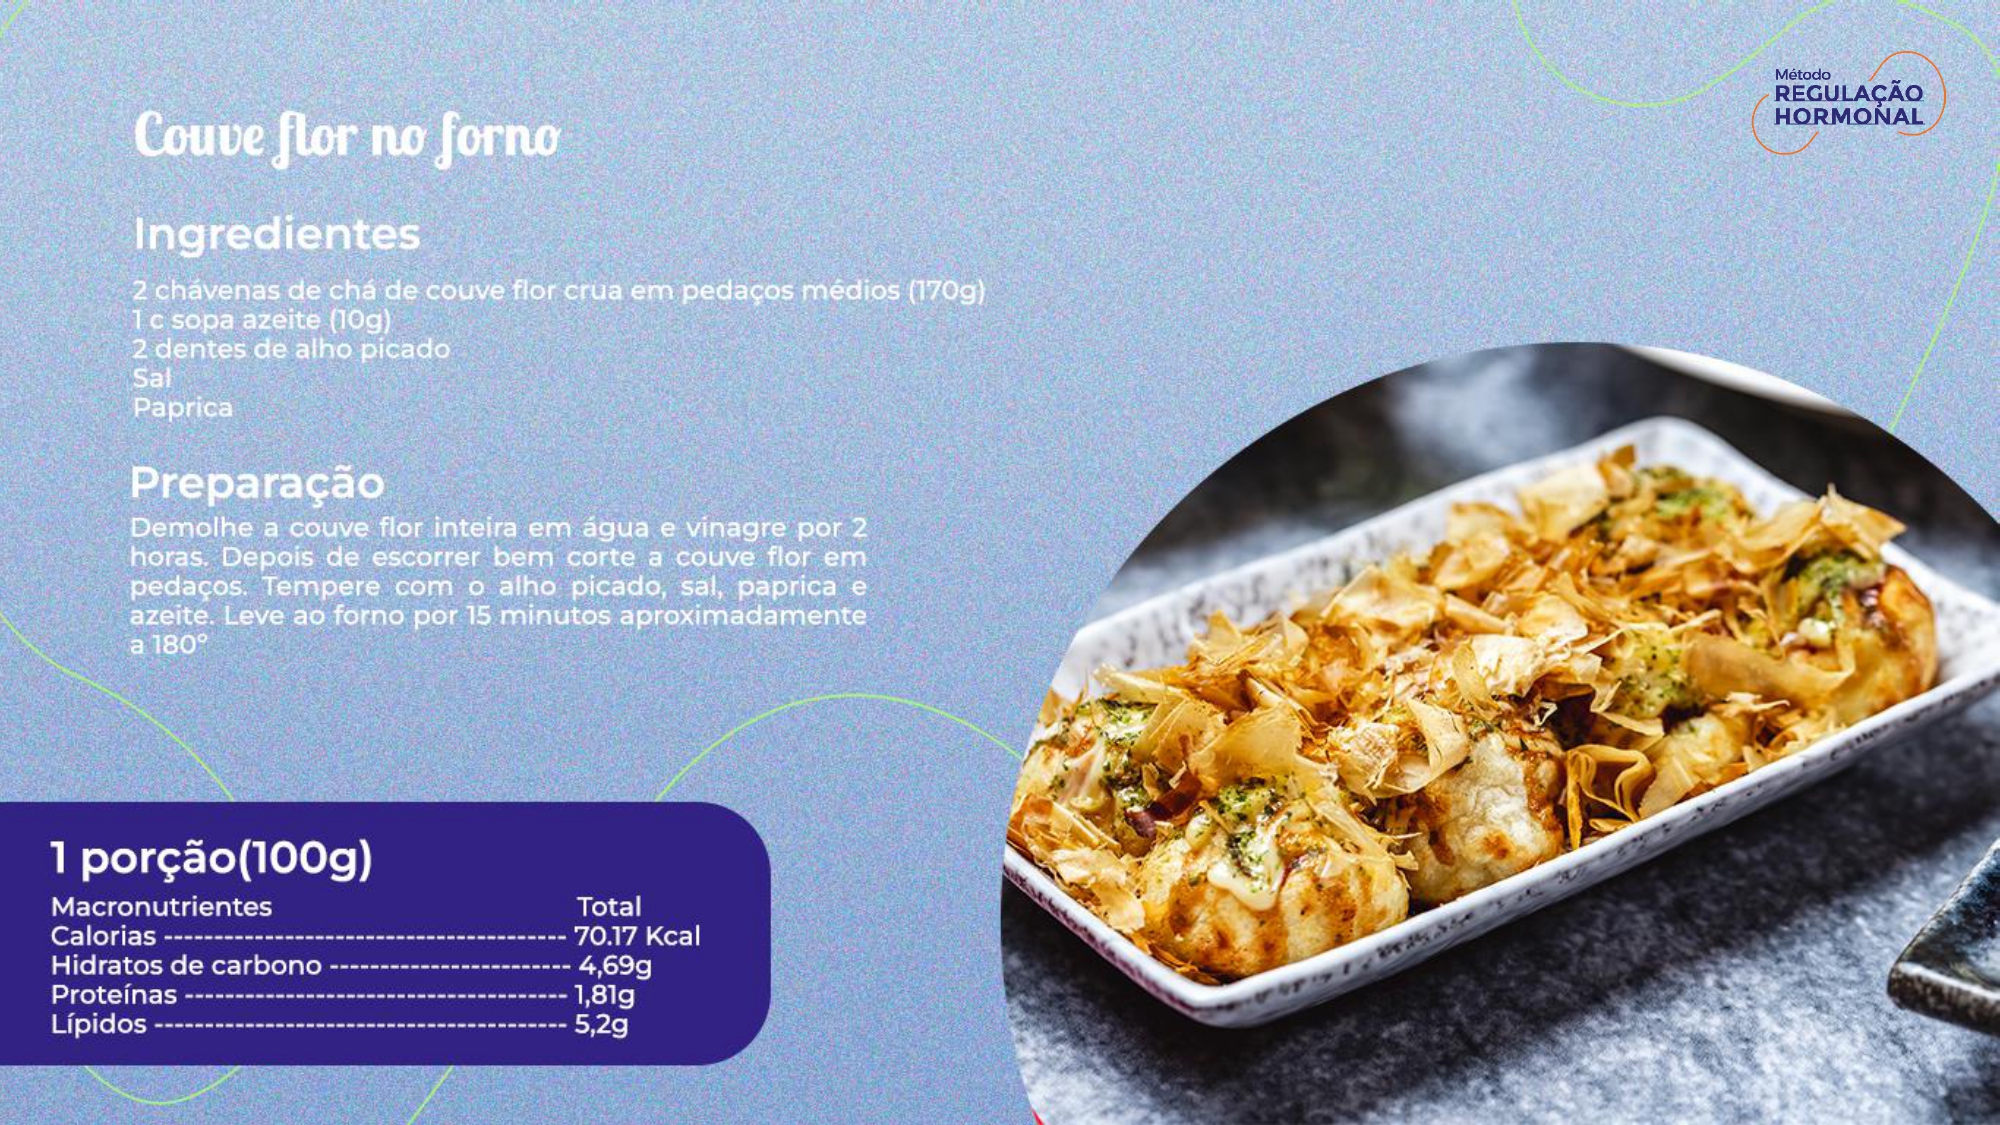 Método
REGULAÇÃO
HORMONAL
Couve flor no forno
Ingredientes
2 chávenas de chá de couve flor crua em pedaços médios (170g)
1 c sopa azeite (10g)
2 dentes de alho picado
Sal
Paprica
Preparação
Demolhe a couve flor inteira em água e vinagre por 2
horas. Depois de escorrer bem corte a couve flor em
pedaços. Tempere com o alho picado, sal, paprica e
azeite. Leve ao forno por 15 minutos aproximadamente
a 180º
1 porção(100g)
Macronutrientes Total
Calorias ---------------------------------------- 70.17 Kcal
Hidratos de carbono ------------------------ 4,69g
Proteínas -------------------------------------- 1,81g
Lípidos ----------------------------------------- 5,2g